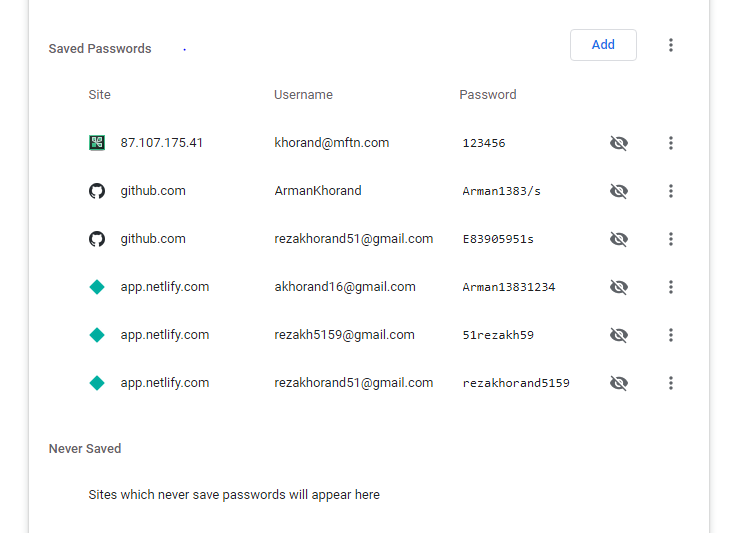 Saved Passwords
Add
Site Username Password
87.107.175.41 khorand@mftn.com 123456
github.com ArmanKhorand Arman1383/s
github.com rezakhorand51@gmail.com E83905951s
app.netlify.com akhorand16@gmail.com Arman13831234
app.netlify.com rezakh5159@gmail.com 51rezakh59
app.netlify.com rezakhorand51@gmail.com rezakhorand5159
Never Saved
Sites which never save passwords will appear here